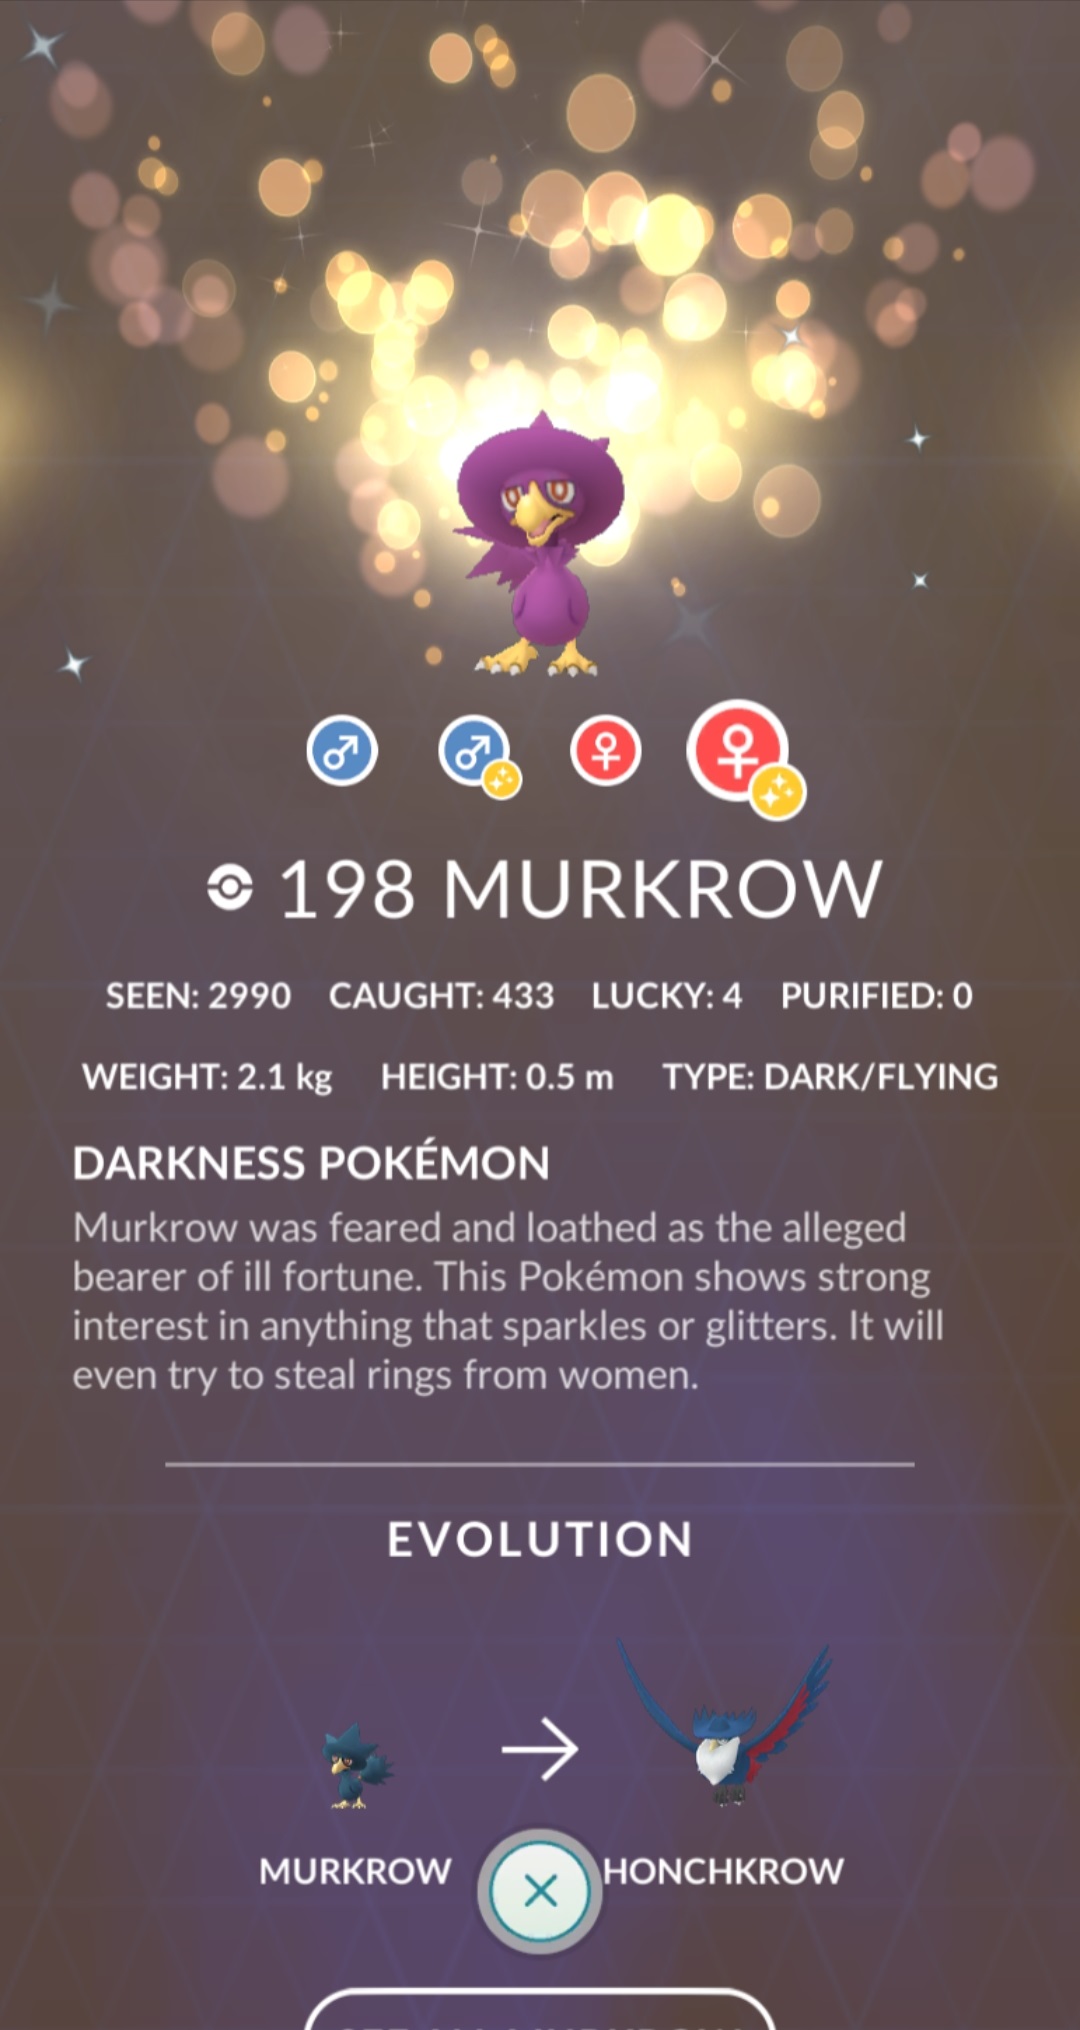 198 MURKROW
SEEN: 2990 CAUGHT: 433 LUCKY: 4 PURIFIED: 0
WEIGHT: 2.1 kg HEIGHT: 0.5 m TYPE: DARK/FLYING
DARKNESS POKÉMON
Murkrow was feared and loathed as the alleged
bearer of ill fortune. This Pokémon shows strong
interest in anything that sparkles or glitters. It will
even try to steal rings from women.
EVOLUTION
MURKROW HONCHKROW